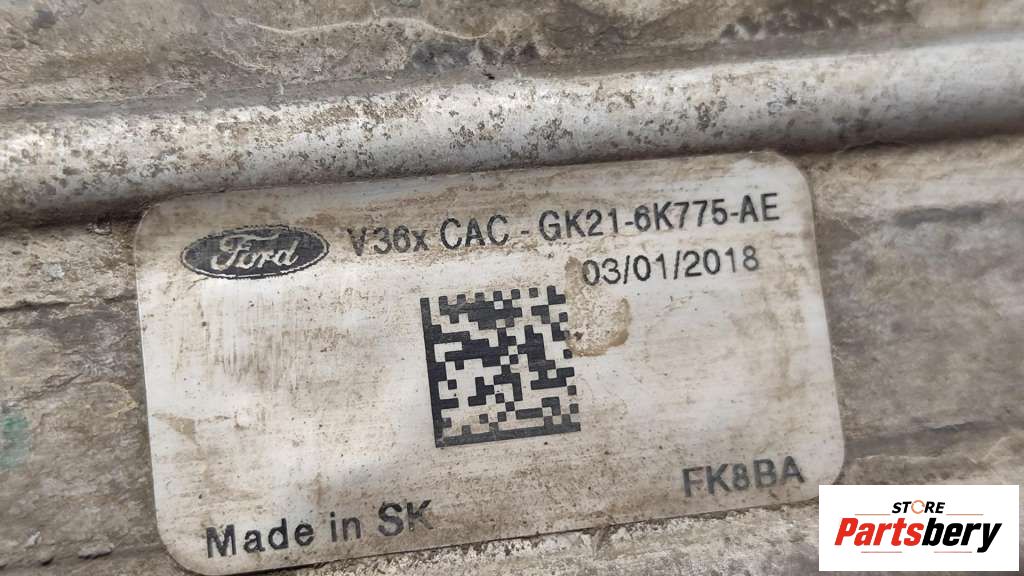 Ford V36x CAC - GK21-6K775-AE
03/01/2018
FK8BA
Made in SK
STORE
Partsbery